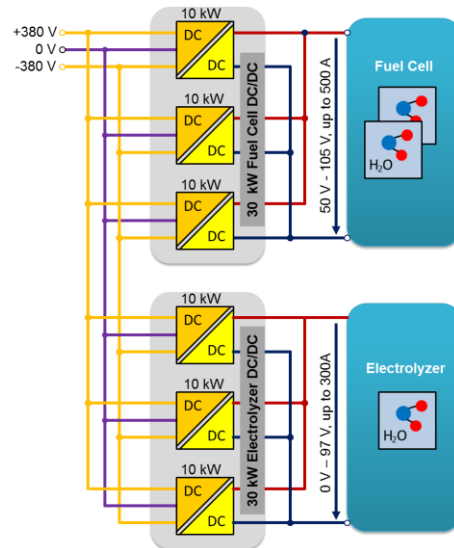 +380 V
0 V
-380 V
10 kW
DC
DC
10 kW
DC
DC
10 kW
DC
DC
30 kW Fuel Cell DC/DC
50 V - 105 V, up to 500 A
Fuel Cell
H₂O
10 kW
DC
DC
10 kW
DC
DC
10 kW
DC
DC
30 kW Electrolyzer DC/DC
0 V – 97 V, up to 300A
Electrolyzer
H₂O